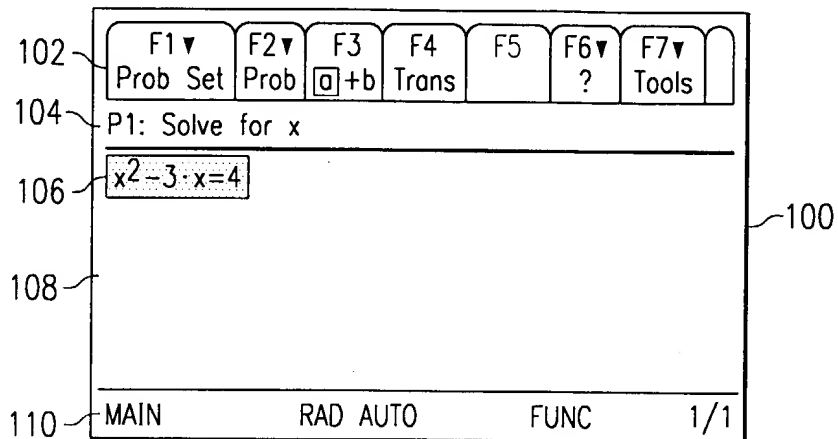 F1▼ F2▼ F3 F4 F5 F6▼ F7▼
102 Prob Set Prob a+b Trans ? Tools
104 P1: Solve for x
106 x²-3·x=4
100
108
110 MAIN RAD AUTO FUNC 1/1